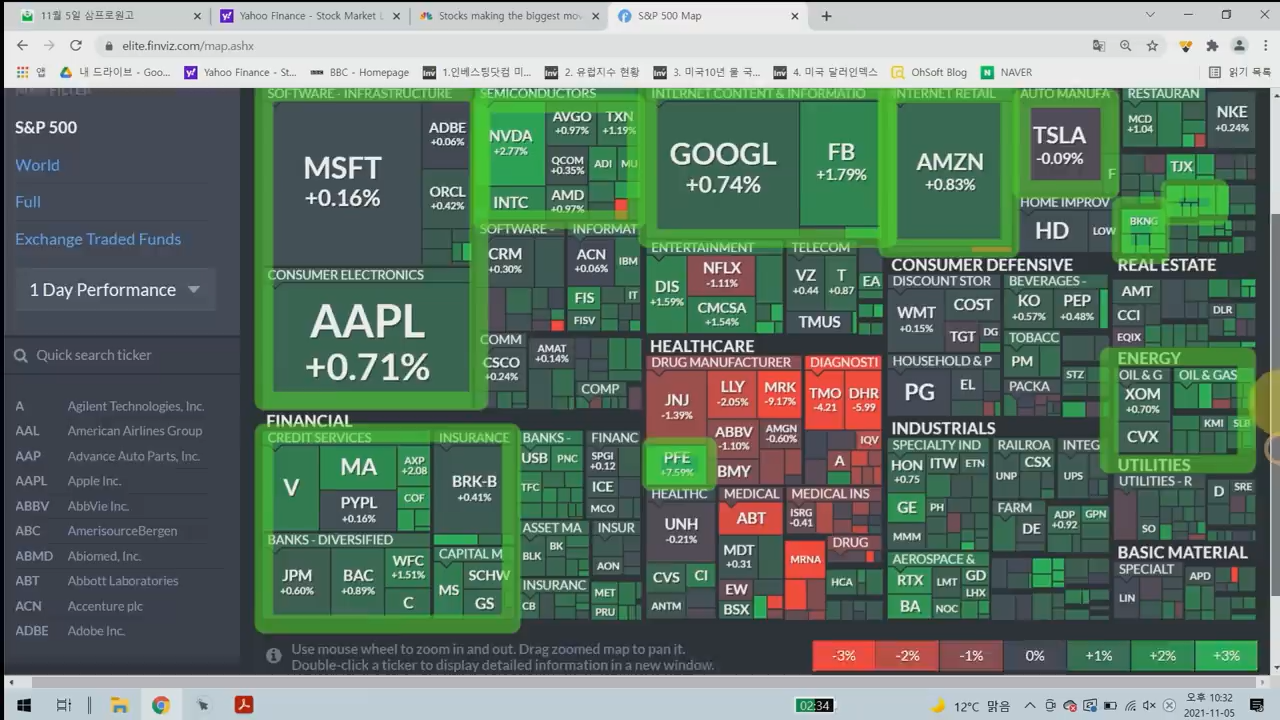 11월 5일 삼프로원고
Yahoo FInance - Stock Market L
Stocks making the biggest mov
S&P 500 Map
elite.finviz.com/map.ashx
앱
내 드라이브 - Goo...
Yahoo Finance - St...
BBC - Homepage
1.인베스팅닷컴 미...
2. 유럽지수 현황
3. 미국10년 물 국...
4. 미국 달러인덱스
OhSoft Blog
NAVER
읽기 목록
S&P 500
World
Full
Exchange Traded Funds
1 Day Performance
Quick search ticker
A Agilent Technologies, Inc.
AAL American Airlines Group
AAP Advance Auto Parts, Inc.
AAPL Apple Inc.
ABBV AbbVie Inc.
ABC AmerisourceBergen
ABMD Abiomed, Inc.
ABT Abbott Laboratories
ACN Accenture plc
ADBE Adobe Inc.
SOFTWARE - INFRASTRUCTURE
MSFT
+0.16%
ADBE
+0.06%
ORCL
+0.42%
CONSUMER ELECTRONICS
AAPL
+0.71%
SEMICONDUCTORS
NVDA
+2.77%
AVGO
+0.97%
TXN
+1.19%
QCOM
+0.35%
ADI
MU
INTC
AMD
+0.97%
SOFTWARE -
CRM
+0.30%
INFORMAT
ACN
+0.06%
IBM
FIS
IT
FISV
COMM
CSCO
+0.24%
AMAT
+0.14%
COMP
INTERNET CONTENT & INFORMATIO
GOOGL
+0.74%
FB
+1.79%
ENTERTAINMENT
DIS
+1.59%
NFLX
-1.11%
CMCSA
+1.54%
TELECOM
VZ
+0.44
T
+0.87
EA
TMUS
INTERNET RETAIL
AMZN
+0.83%
AUTO MANUFA
TSLA
-0.09%
F
HOME IMPROV
HD
LOW
RESTAURAN
MCD
+1.04
NKE
+0.24%
TJX
BKNG
CONSUMER DEFENSIVE
DISCOUNT STOR
WMT
+0.15%
COST
TGT
DG
BEVERAGES -
KO
+0.57%
PEP
+0.48%
HOUSEHOLD & P
PG
EL
TOBACC
PM
STZ
PACKA
REAL ESTATE
AMT
CCI
DLR
EQIX
ENERGY
OIL & G
XOM
+0.70%
CVX
OIL & GAS
KMI
SLB
UTILITIES
UTILITIES - R
D
SRE
SO
BASIC MATERIAL
SPECIALT
APD
LIN
FINANCIAL
CREDIT SERVICES
V
MA
AXP
+2.08
PYPL
+0.16%
COF
INSURANCE
BRK-B
+0.41%
BANKS - DIVERSIFIED
JPM
+0.60%
BAC
+0.89%
WFC
+1.51%
C
CAPITAL M
MS
SCHW
GS
BANKS -
USB
PNC
TFC
FINANC
SPGI
+0.12
ICE
MCO
ASSET MA
BLK
BK
INSUR
AON
INSURANC
CB
MET
PRU
HEALTHCARE
DRUG MANUFACTURER
JNJ
-1.39%
LLY
-2.05%
MRK
-9.17%
ABBV
-1.10%
AMGN
-0.60%
PFE
+7.59%
BMY
DIAGNOSTI
TMO
-4.21
DHR
-5.99
A
IQV
HEALTHC
UNH
-0.21%
CVS
CI
ANTM
MEDICAL
ABT
MDT
+0.31
EW
BSX
MEDICAL INS
ISRG
-0.41
DRUG
MRNA
HCA
INDUSTRIALS
SPECIALTY IND
HON
+0.75
ITW
ETN
GE
PH
MMM
RAILROA
UNP
CSX
INTEG
UPS
FARM
DE
ADP
+0.92
GPN
AEROSPACE &
RTX
LMT
GD
LHX
BA
NOC
Use mouse wheel to zoom in and out. Drag zoomed map to pan it.
Double-click a ticker to display detailed information in a new window.
-3% -2% -1% 0% +1% +2% +3%
02:34
12°C 맑음
오후 10:32
2021-11-05